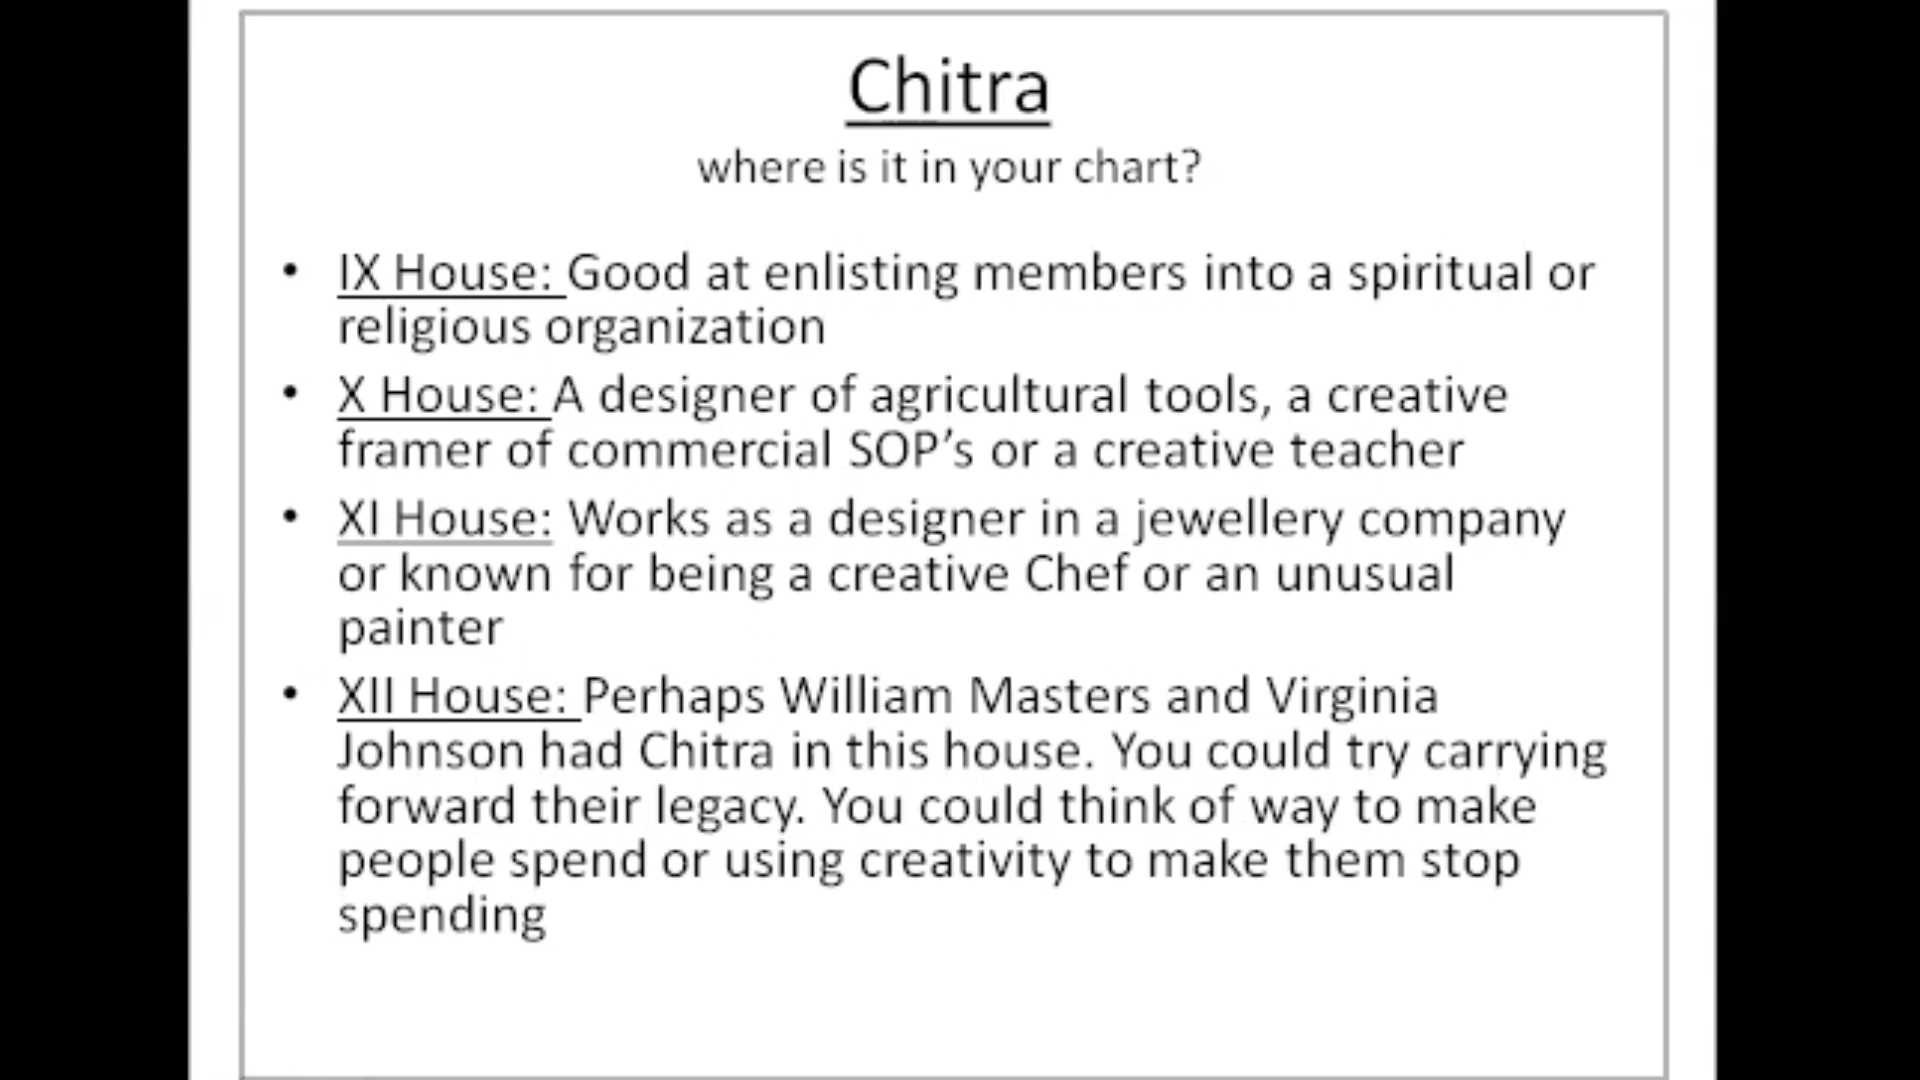 Chitra
where is it in your chart?
• IX House: Good at enlisting members into a spiritual or
religious organization
• X House: A designer of agricultural tools, a creative
framer of commercial SOP’s or a creative teacher
• XI House: Works as a designer in a jewellery company
or known for being a creative Chef or an unusual
painter
• XII House: Perhaps William Masters and Virginia
Johnson had Chitra in this house. You could try carrying
forward their legacy. You could think of way to make
people spend or using creativity to make them stop
spending